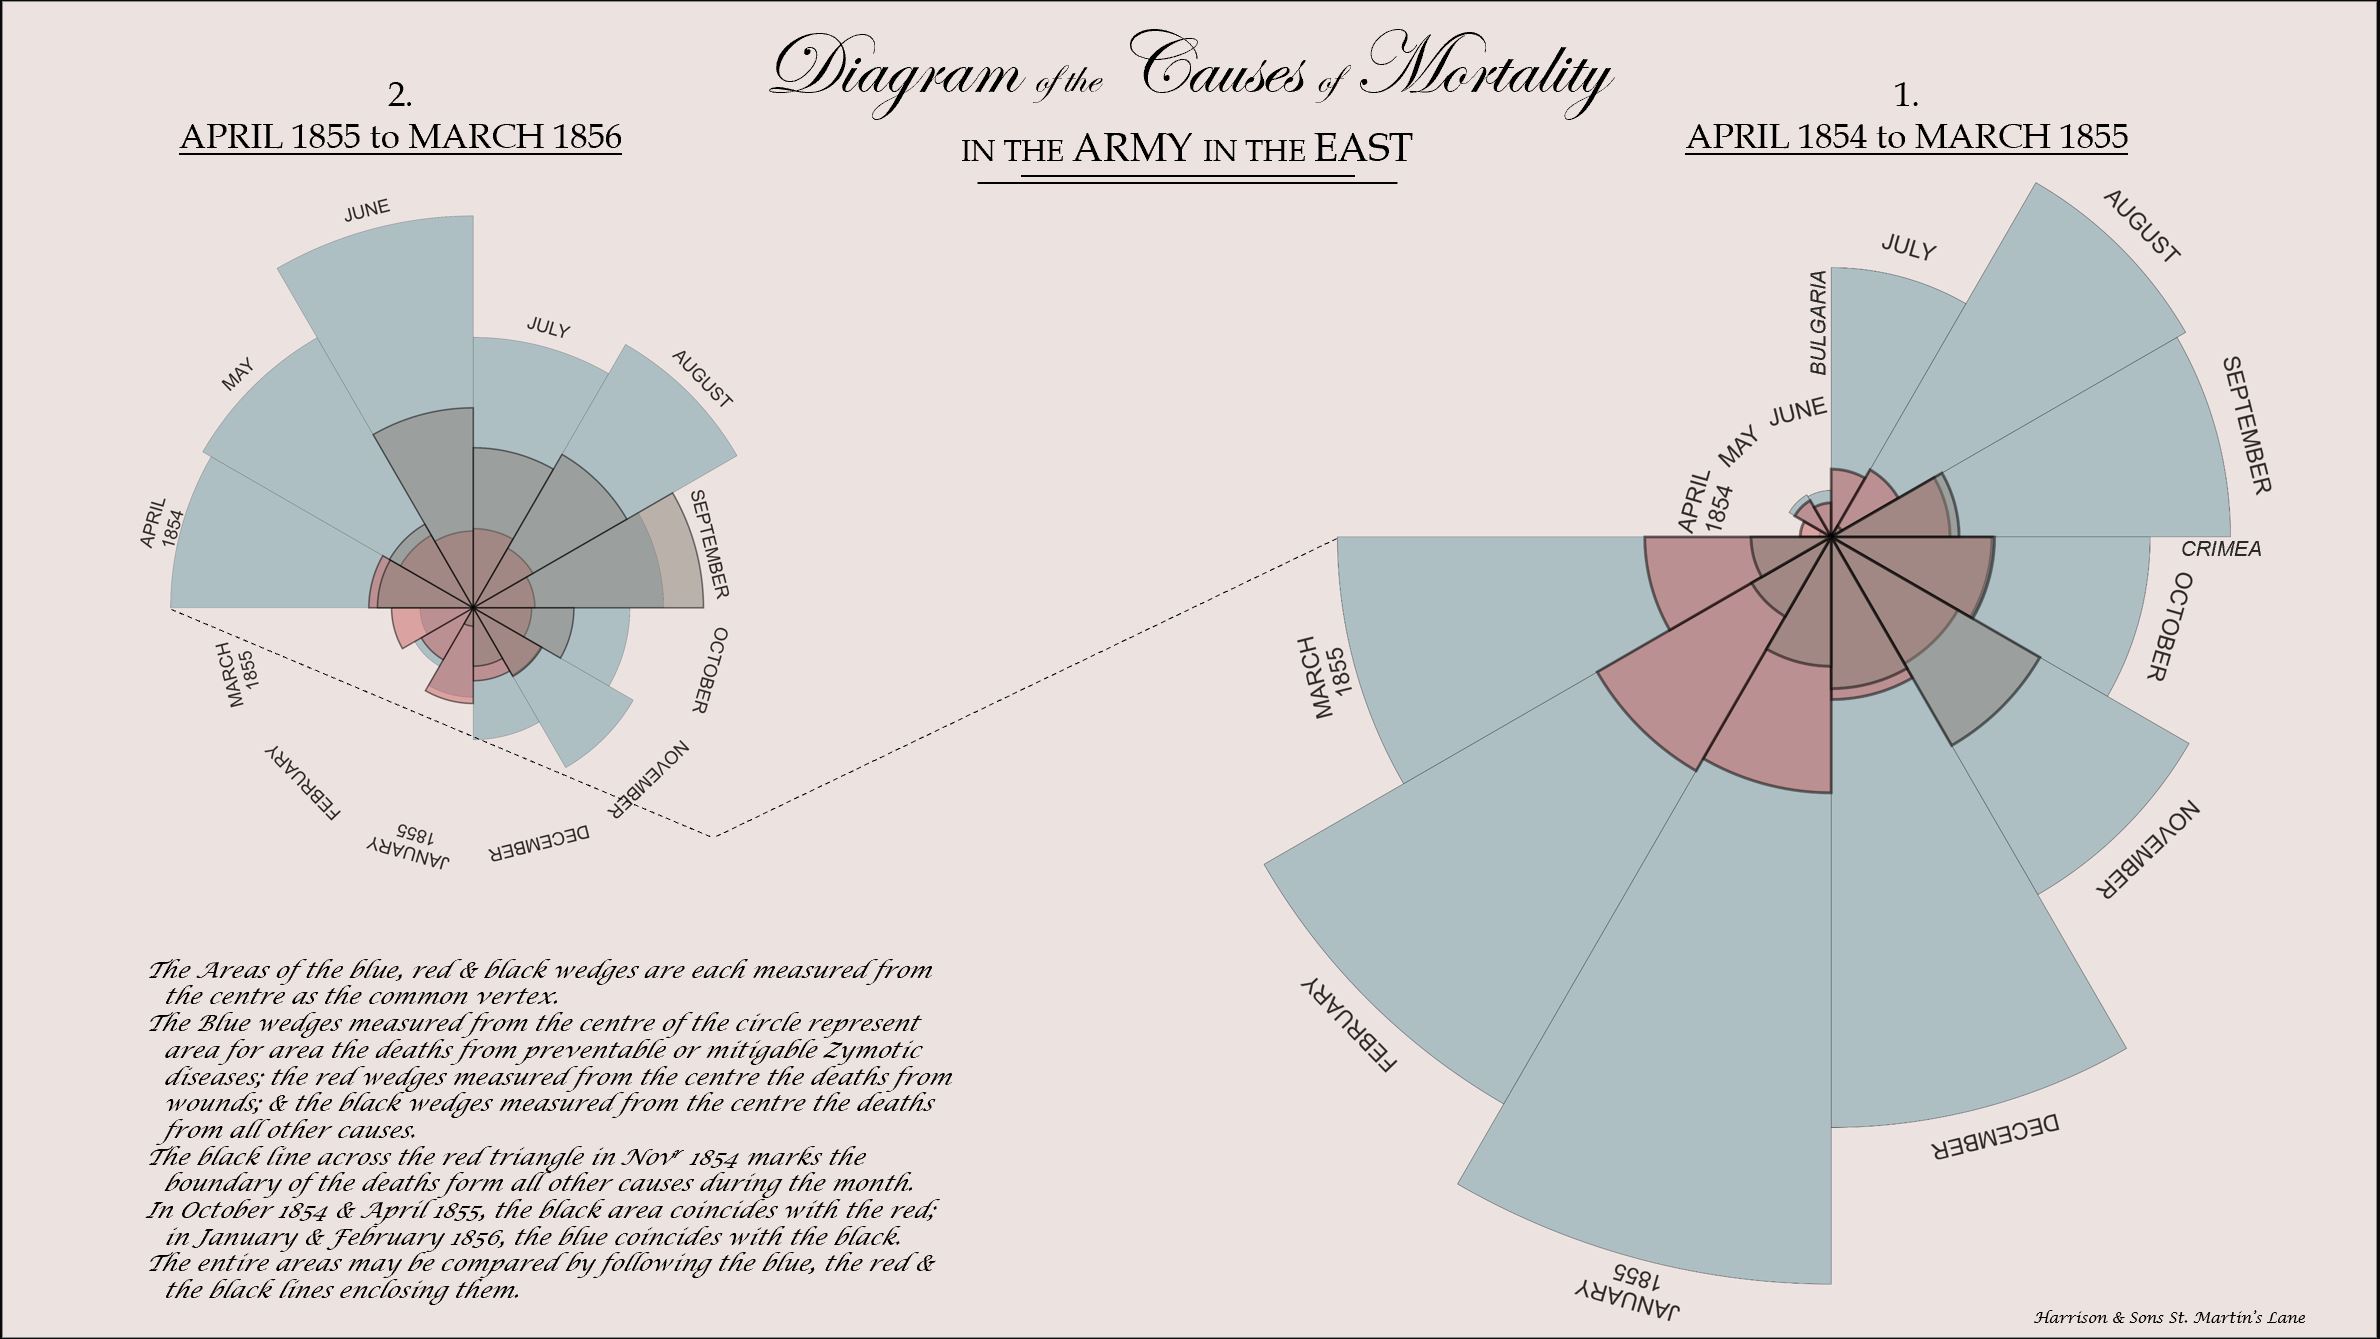 Diagram of the Causes of Mortality
IN THE ARMY IN THE EAST
2.
APRIL 1855 to MARCH 1856
1.
APRIL 1854 to MARCH 1855
APRIL
1854
MAY
JUNE
JULY
AUGUST
SEPTEMBER
OCTOBER
NOVEMBER
DECEMBER
JANUARY
1855
FEBRUARY
MARCH
1855
APRIL
1854
MAY
JUNE
BULGARIA
JULY
AUGUST
SEPTEMBER
CRIMEA
OCTOBER
NOVEMBER
DECEMBER
JANUARY
1855
FEBRUARY
MARCH
1855
The Areas of the blue, red & black wedges are each measured from
the centre as the common vertex.
The Blue wedges measured from the centre of the circle represent
area for area the deaths from preventable or mitigable Zymotic
diseases; the red wedges measured from the centre the deaths from
wounds; & the black wedges measured from the centre the deaths
from all other causes.
The black line across the red triangle in Novr 1854 marks the
boundary of the deaths form all other causes during the month.
In October 1854 & April 1855, the black area coincides with the red;
in January & February 1856, the blue coincides with the black.
The entire areas may be compared by following the blue, the red &
the black lines enclosing them.
Harrison & Sons St. Martin's Lane